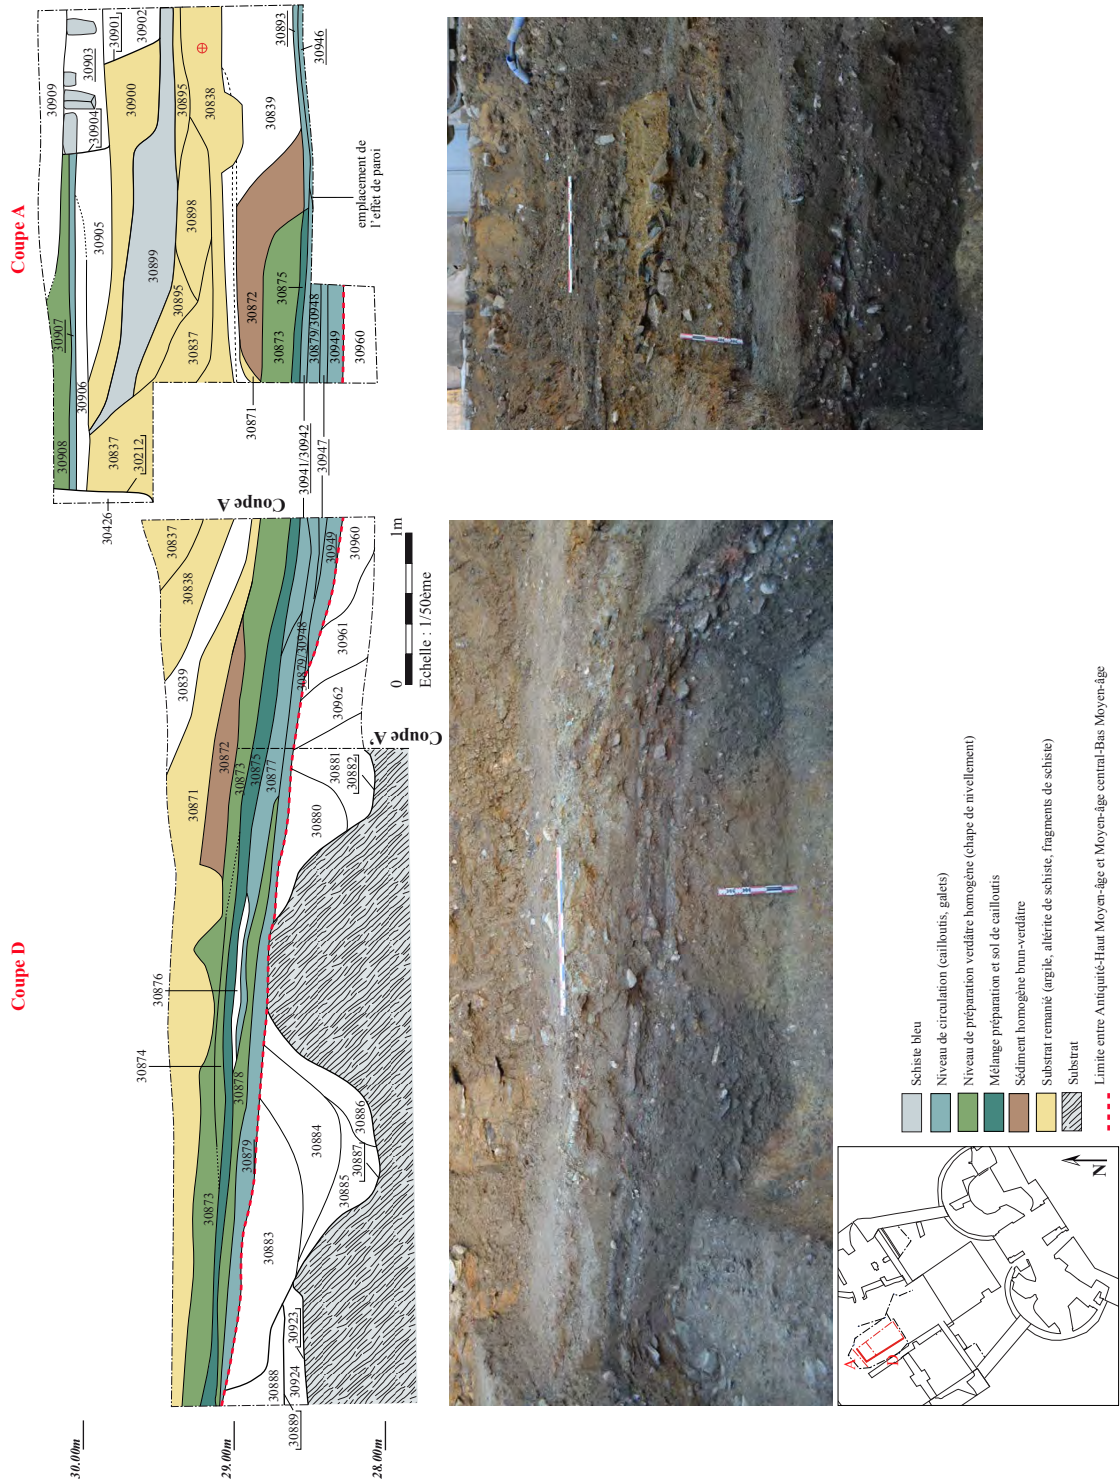 Coupe D
Coupe A
30.00m
29.00m
28.00m
30874
30876
30871
30872
30873
30873
30875
30877
30878
30879
30879/30948
30949
30837
30838
30839
30960
30961
30962
30880
30881
30882
30883
30884
30885
30886
30887
30888
30889
30923
30924
Coupe A'
Coupe A
0
1m
Echelle : 1/50ème
30426
30908
30907
30906
30905
30909
30904
30903
30901
30902
30900
30899
30895
30895
30898
30838
30837
30837
30212
30839
30871
30872
30873
30875
30879/30948
30949
30960
30941/30942
30947
30893
30946
emplacement de
l'effet de paroi
Schiste bleu
Niveau de circulation (cailloutis, galets)
Niveau de préparation verdâtre homogène (chape de nivellement)
Mélange préparation et sol de cailloutis
Sédiment homogène brun-verdâtre
Substrat remanié (argile, altérite de schiste, fragments de schiste)
Substrat
Limite entre Antiquité-Haut Moyen-âge et Moyen-âge central-Bas Moyen-âge
A
D
N